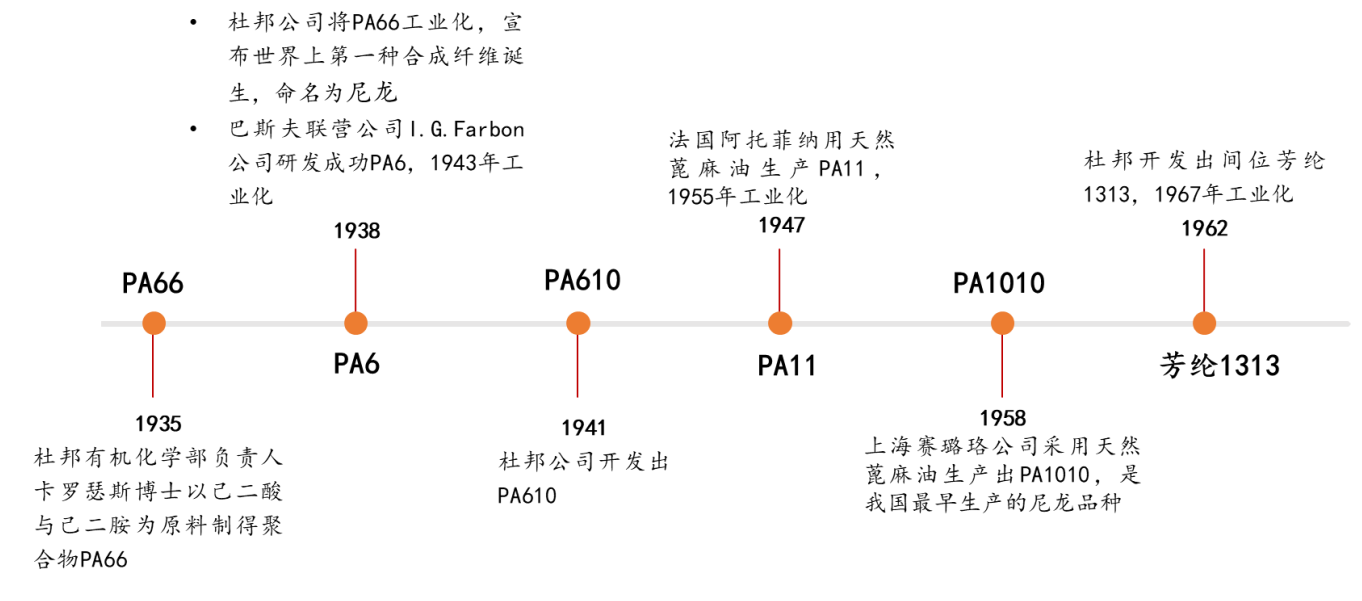 • 杜邦公司将PA66工业化，宣
布世界上第一种合成纤维诞
生，命名为尼龙
• 巴斯夫联营公司I.G.Farbon
公司研发成功PA6，1943年工
业化
1938
法国阿托菲纳用天然
蓖麻油生产PA11，
1955年工业化
1947
杜邦开发出间位芳纶
1313，1967年工业化
1962
PA66
PA610
PA1010
PA6
PA11
芳纶1313
1935
杜邦有机化学部负责人
卡罗瑟斯博士以己二酸
与己二胺为原料制得聚
合物PA66
1941
杜邦公司开发出
PA610
1958
上海赛璐珞公司采用天然
蓖麻油生产出PA1010，是
我国最早生产的尼龙品种